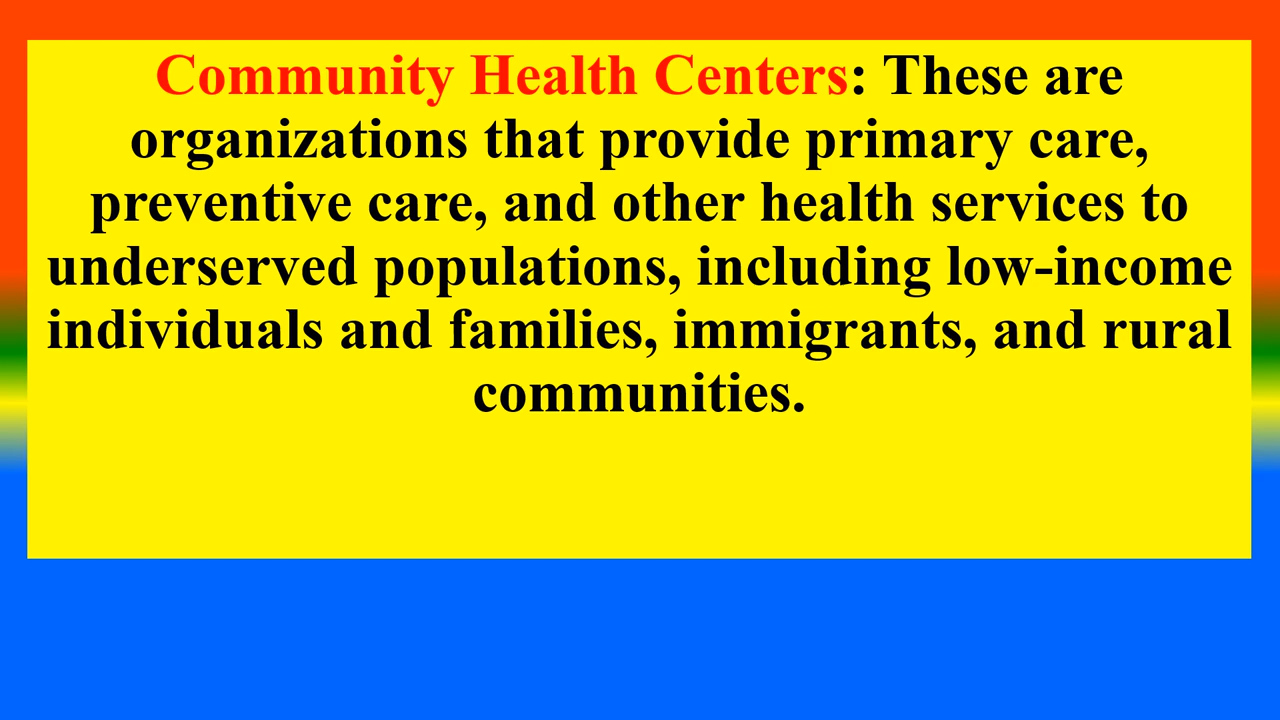 Community Health Centers: These are
organizations that provide primary care,
preventive care, and other health services to
underserved populations, including low-income
individuals and families, immigrants, and rural
communities.